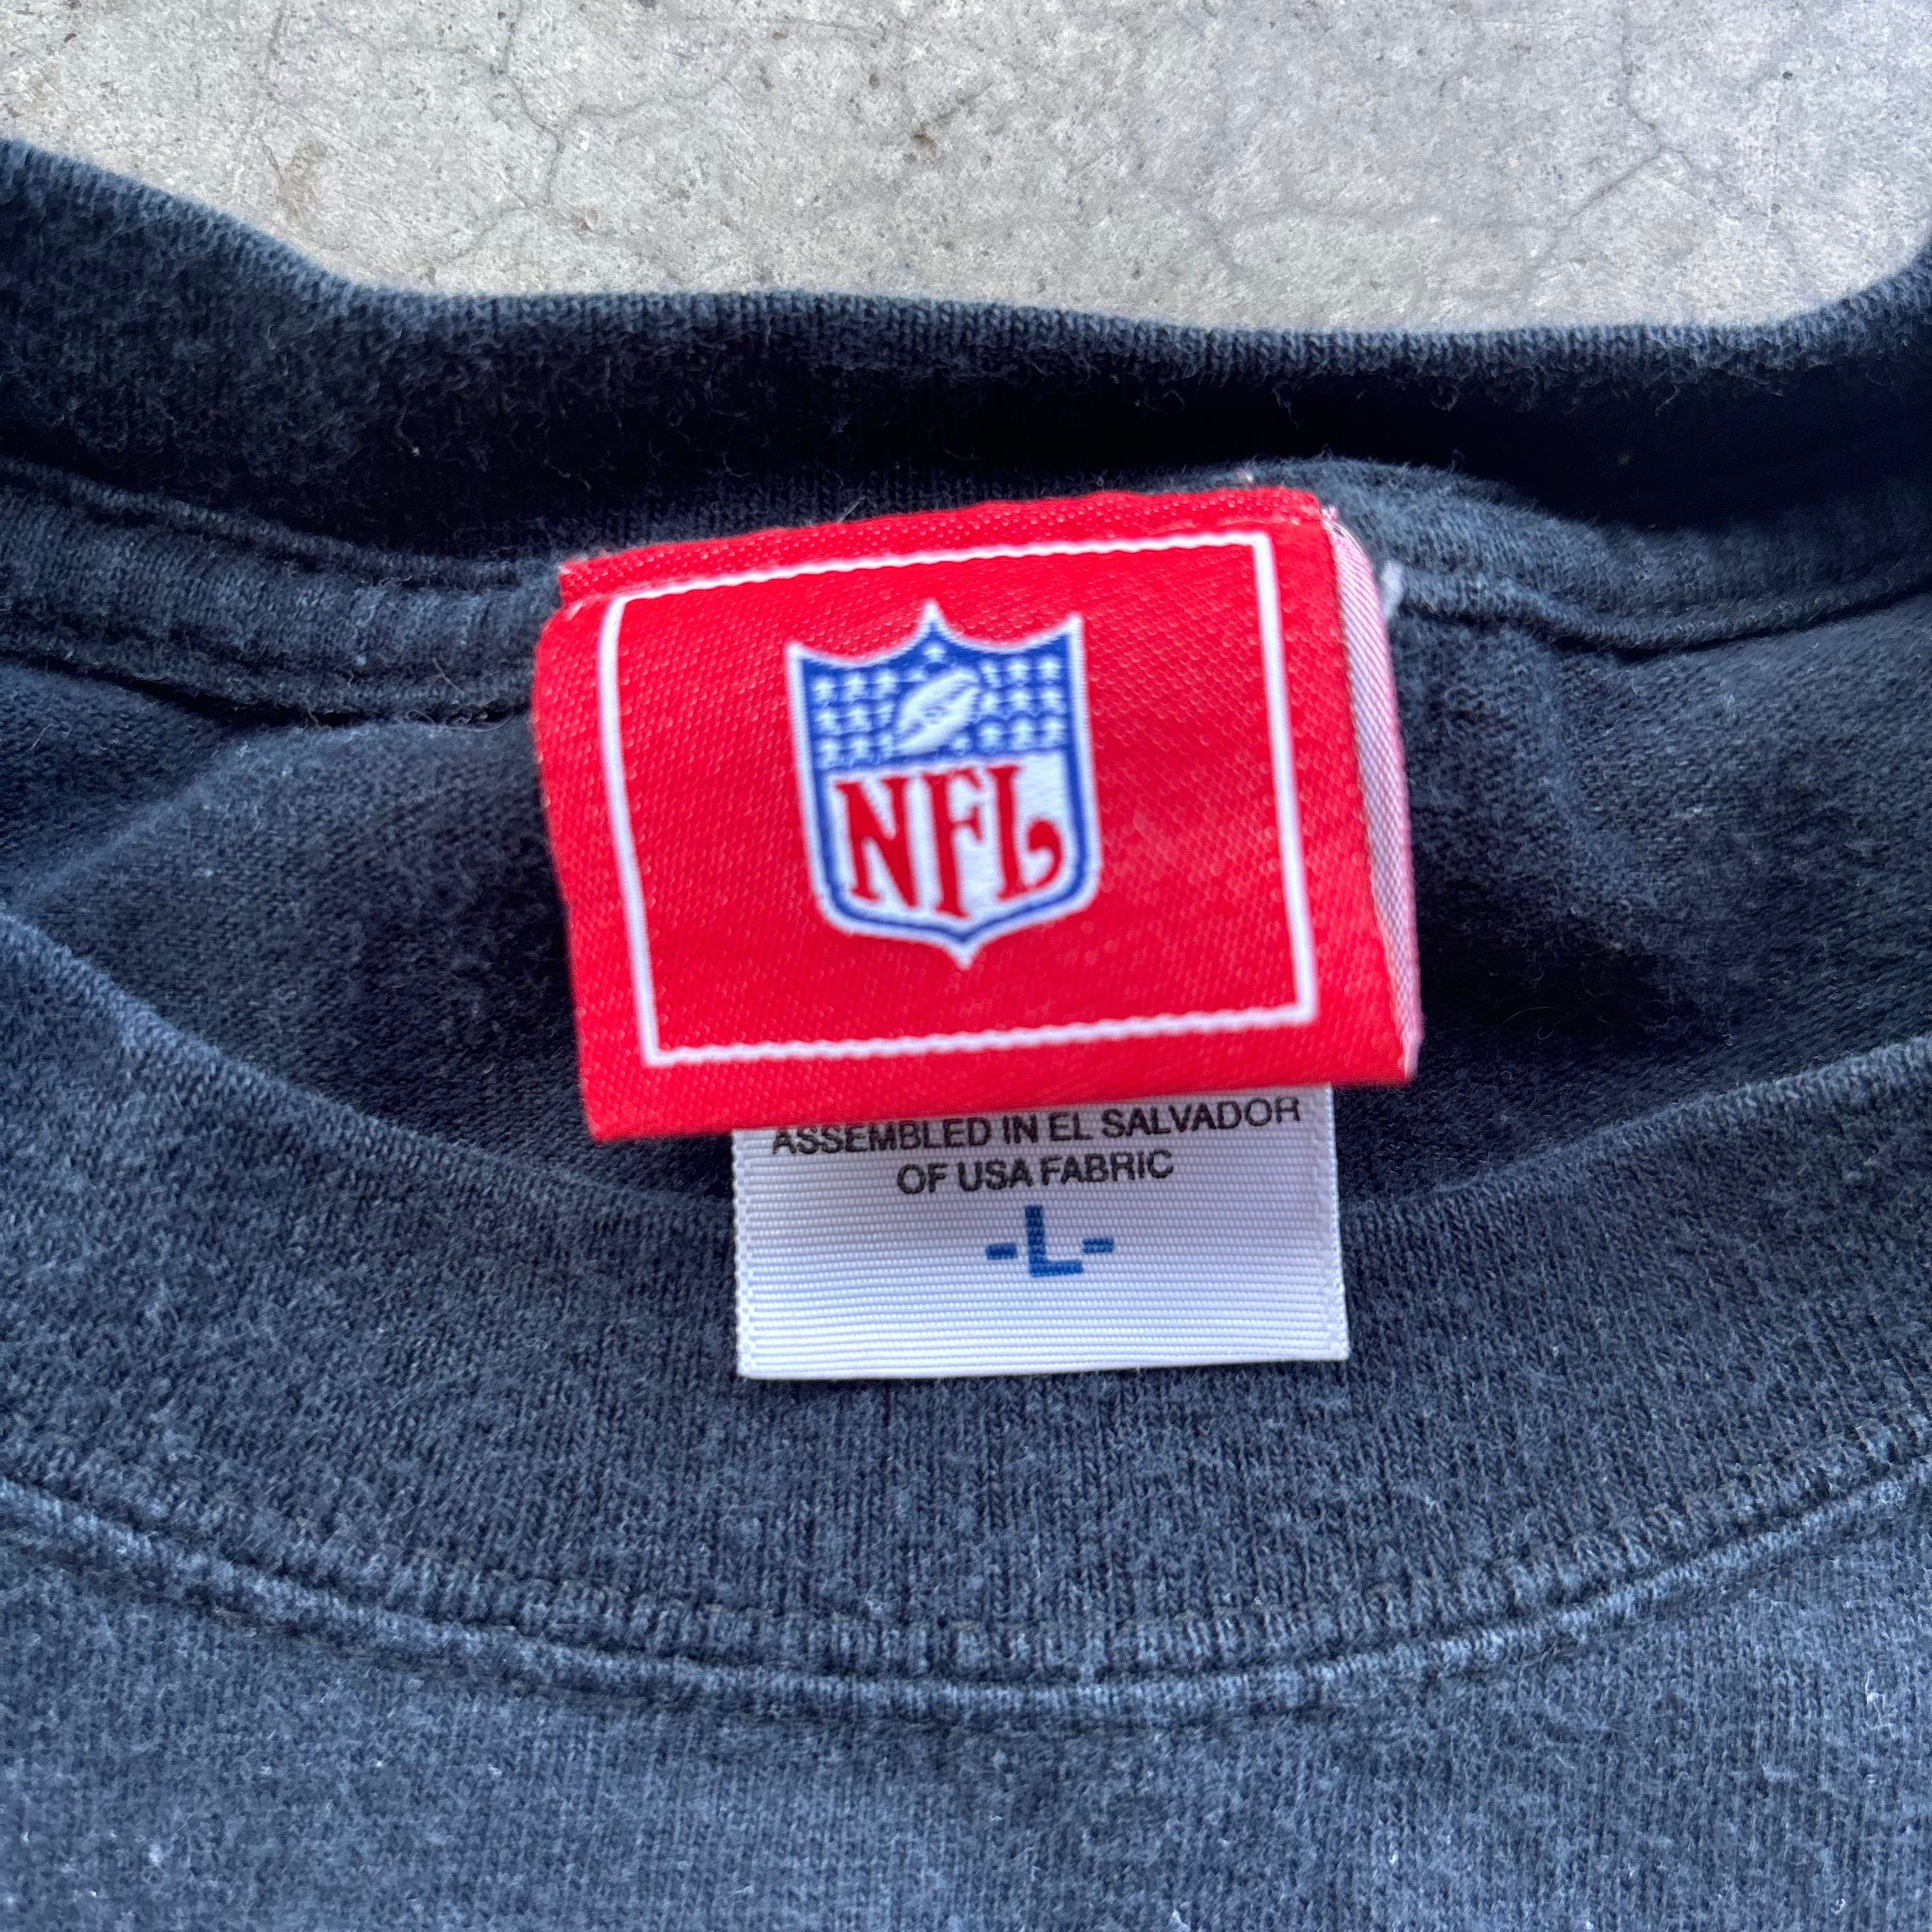 NFL
ASSEMBLED IN EL SALVADOR
OF USA FABRIC
-L-